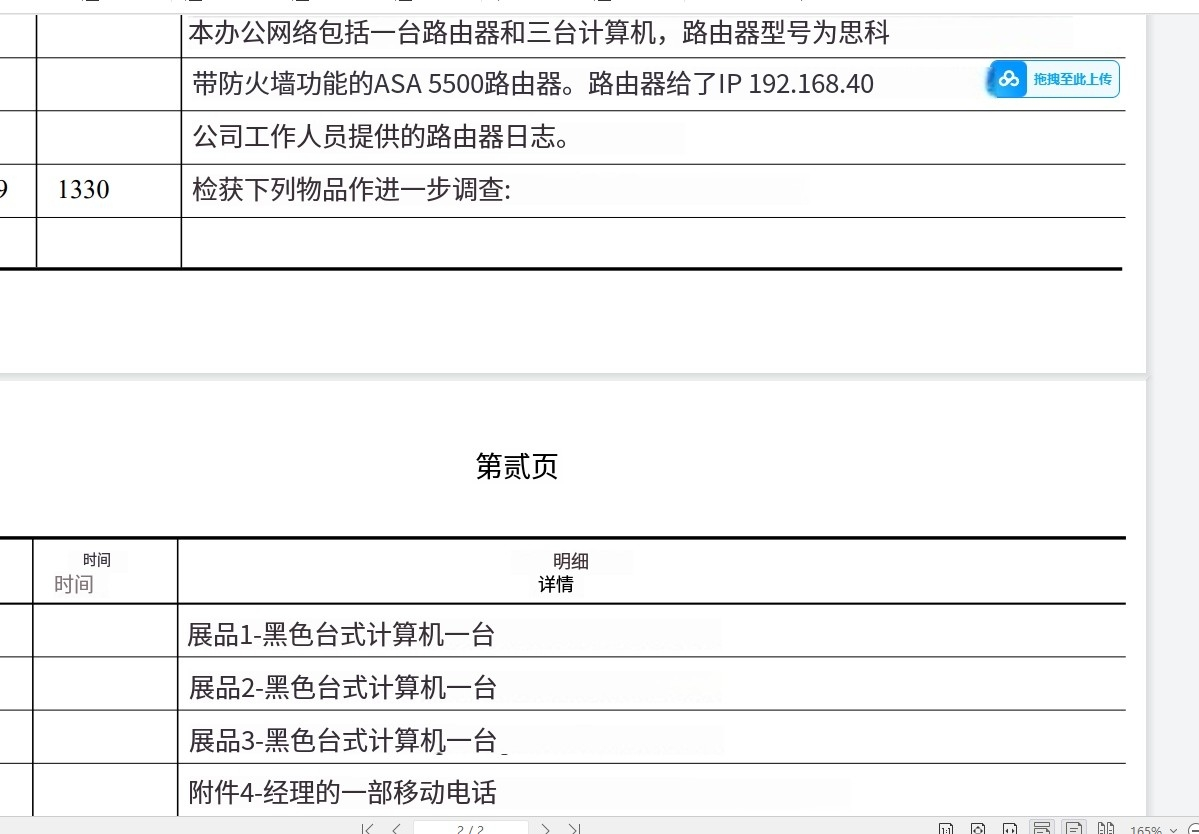 本办公网络包括一台路由器和三台计算机，路由器型号为思科
带防火墙功能的ASA 5500路由器。路由器给了IP 192.168.40
拖拽至此上传
公司工作人员提供的路由器日志。
9 1330 检获下列物品作进一步调查:
第贰页
时间 明细
时间 详情
展品1-黑色台式计算机一台
展品2-黑色台式计算机一台
展品3-黑色台式计算机一台
附件4-经理的一部移动电话
2/2 165%